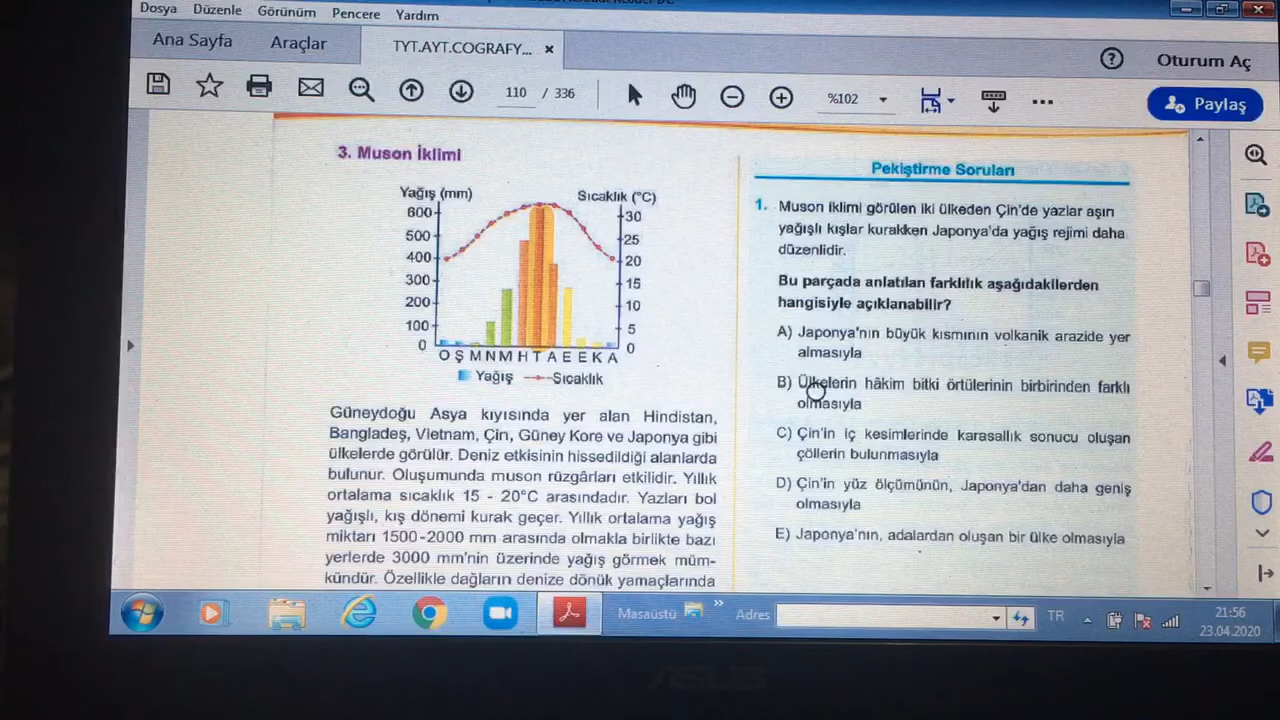 Dosya Düzenle Görünüm Pencere Yardım
Ana Sayfa Araçlar TYT.AYT.COGRAFY... × ? Oturum Aç
110 / 336 %102 Paylaş
3. Muson İklimi
Yağış (mm) Sıcaklık (°C)
600 30
500 25
400 20
300 15
200 10
100 5
0 0
O Ş M N M H T A E E K A
Yağış Sıcaklık
Güneydoğu Asya kıyısında yer alan Hindistan,
Bangladeş, Vietnam, Çin, Güney Kore ve Japonya gibi
ülkelerde görülür. Deniz etkisinin hissedildiği alanlarda
bulunur. Oluşumunda muson rüzgârları etkilidir. Yıllık
ortalama sıcaklık 15 - 20°C arasındadır. Yazları bol
yağışlı, kış dönemi kurak geçer. Yıllık ortalama yağış
miktarı 1500-2000 mm arasında olmakla birlikte bazı
yerlerde 3000 mm'nin üzerinde yağış görmek müm-
kündür. Özellikle dağların denize dönük yamaçlarında
Pekiştirme Soruları
1. Muson iklimi görülen iki ülkeden Çin'de yazlar aşırı
yağışlı kışlar kurakken Japonya'da yağış rejimi daha
düzenlidir.
Bu parçada anlatılan farklılık aşağıdakilerden
hangisiyle açıklanabilir?
A) Japonya'nın büyük kısmının volkanik arazide yer
almasıyla
B) Ülkelerin hâkim bitki örtülerinin birbirinden farklı
olmasıyla
C) Çin'in iç kesimlerinde karasallık sonucu oluşan
çöllerin bulunmasıyla
D) Çin'in yüz ölçümünün, Japonya'dan daha geniş
olmasıyla
E) Japonya'nın, adalardan oluşan bir ülke olmasıyla
Masaüstü » Adres TR 21:56
23.04.2020
ASUS